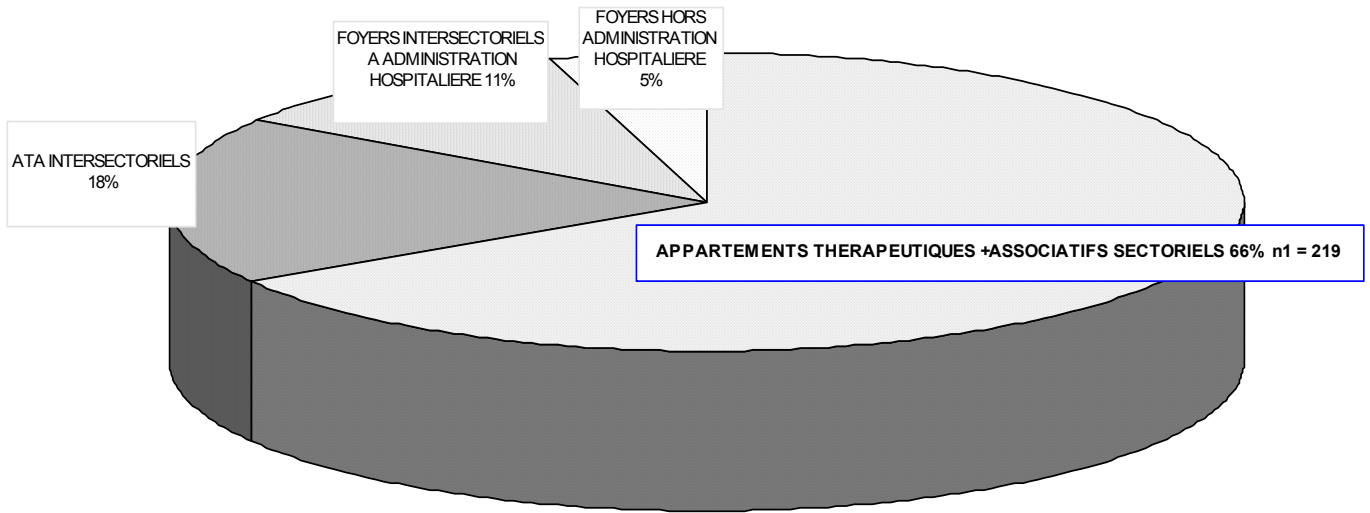 FOYERS HORS
ADMINISTRATION
HOSPITALIERE
5%
FOYERS INTERSECTORIELS
A ADMINISTRATION
HOSPITALIERE 11%
ATA INTERSECTORIELS
18%
APPARTEMENTS THERAPEUTIQUES +ASSOCIATIFS SECTORIELS 66% n1 = 219